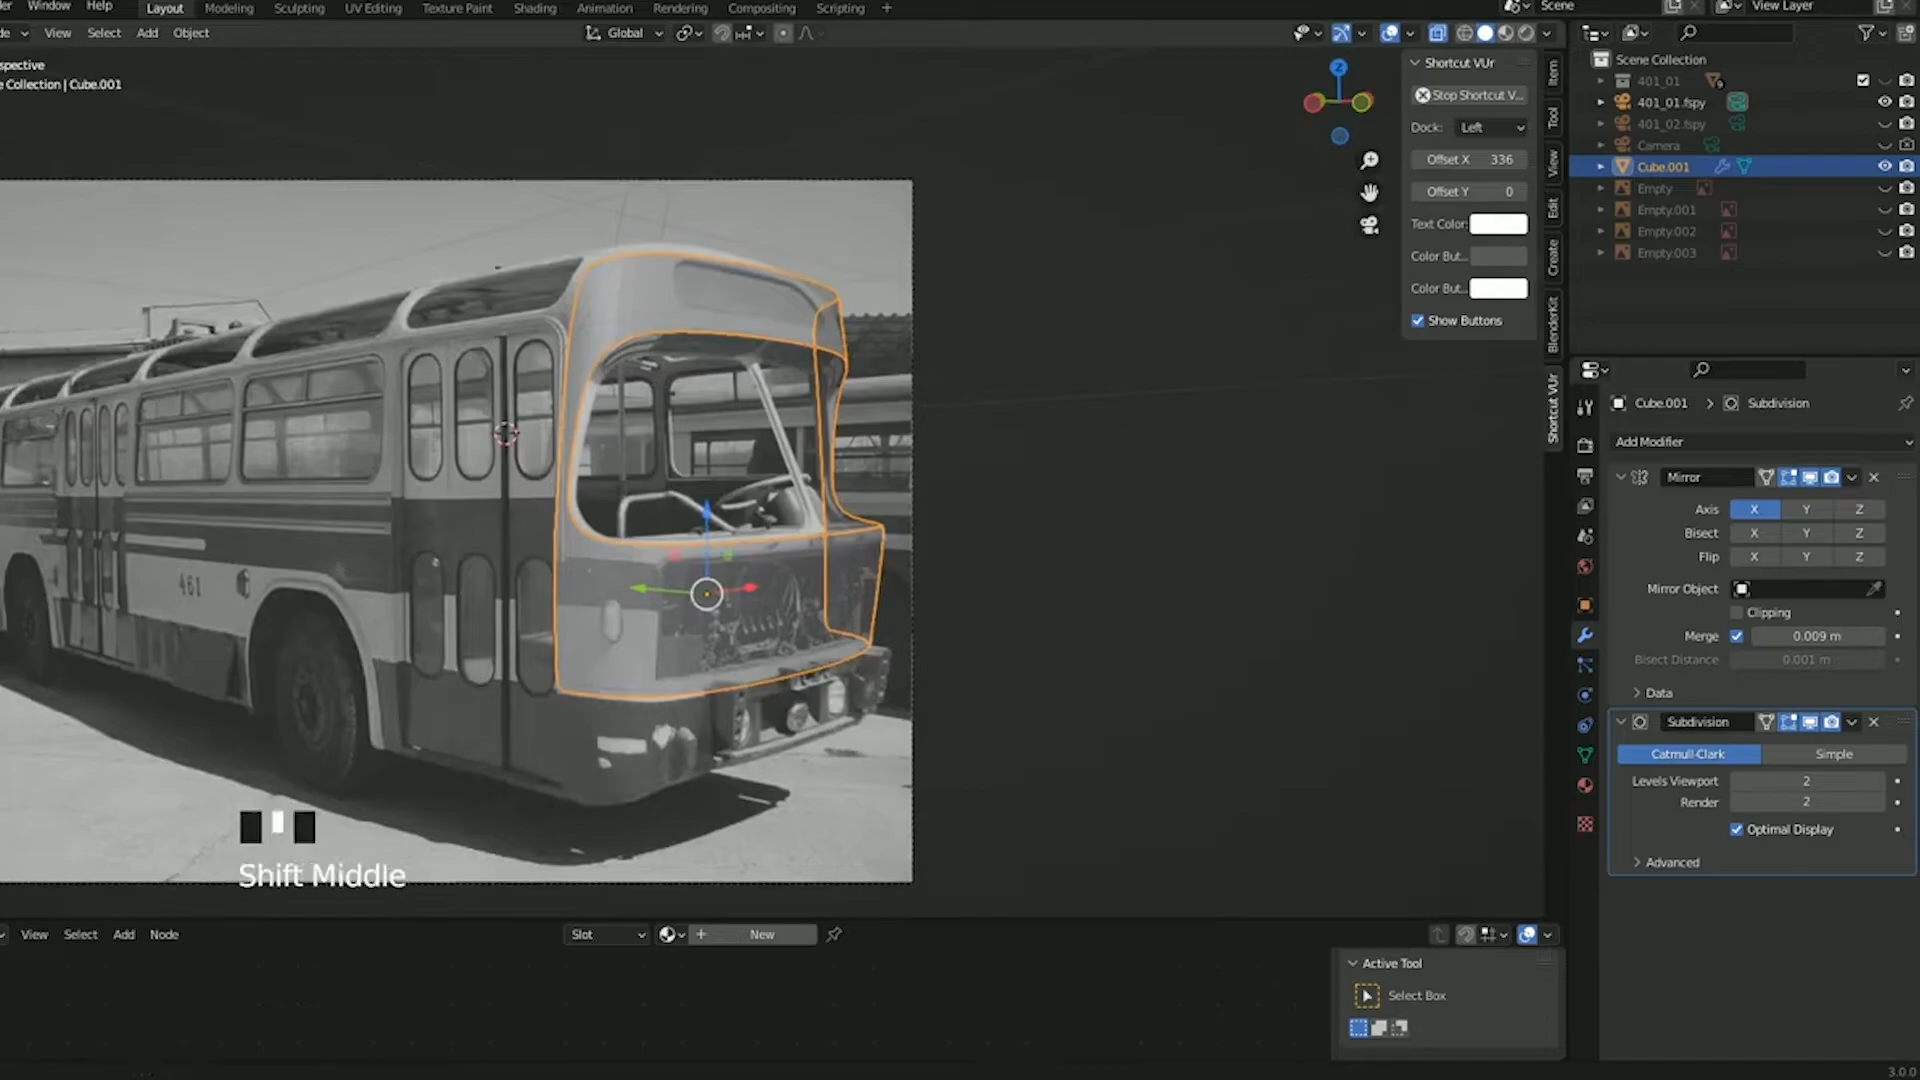 der Window Help Layout Modeling Sculpting UV Editing Texture Paint Shading Animation Rendering Compositing Scripting + Scene View Layer
de View Select Add Object Global
spective
e Collection | Cube.001
Shortcut VUr
Stop Shortcut V...
Dock: Left
Offset X 336
Offset Y 0
Text Color:
Color But...
Color But...
Show Buttons
Item
Tool
View
Edit
Create
BlenderKit
Shortcut VUr
Z
Scene Collection
401_01
401_01.fspy
401_02.fspy
Camera
Cube.001
Empty
Empty.001
Empty.002
Empty.003
Cube.001 > Subdivision
Add Modifier
Mirror
Axis X Y Z
Bisect X Y Z
Flip X Y Z
Mirror Object
Clipping
Merge 0.009 m
Bisect Distance 0.001 m
Data
Subdivision
Catmull-Clark Simple
Levels Viewport 2
Render 2
Optimal Display
Advanced
461
Shift Middle
View Select Add Node Slot + New
Active Tool
Select Box
3.0.0